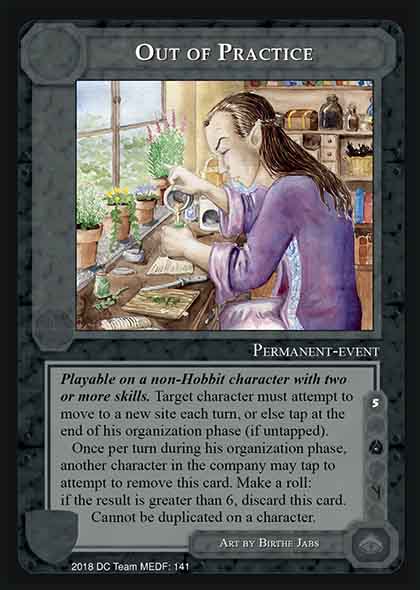 Out of Practice
Permanent-event
Playable on a non-Hobbit character with two
or more skills. Target character must attempt to
move to a new site each turn, or else tap at the
end of his organization phase (if untapped).
Once per turn during his organization phase,
another character in the company may tap to
attempt to remove this card. Make a roll:
if the result is greater than 6, discard this card.
Cannot be duplicated on a character.
5
Art by Birthe Jabs
2018 DC Team MEDF: 141